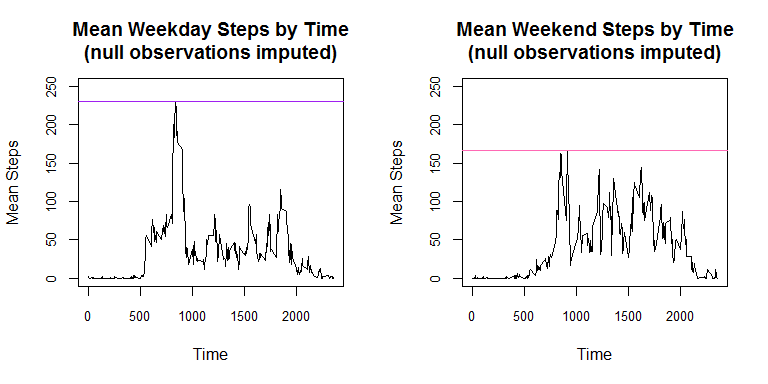 Mean Weekday Steps by Time
(null observations imputed)
Mean Steps
250
200
150
100
50
0
0 500 1000 1500 2000
Time
Mean Weekend Steps by Time
(null observations imputed)
Mean Steps
250
200
150
100
50
0
0 500 1000 1500 2000
Time